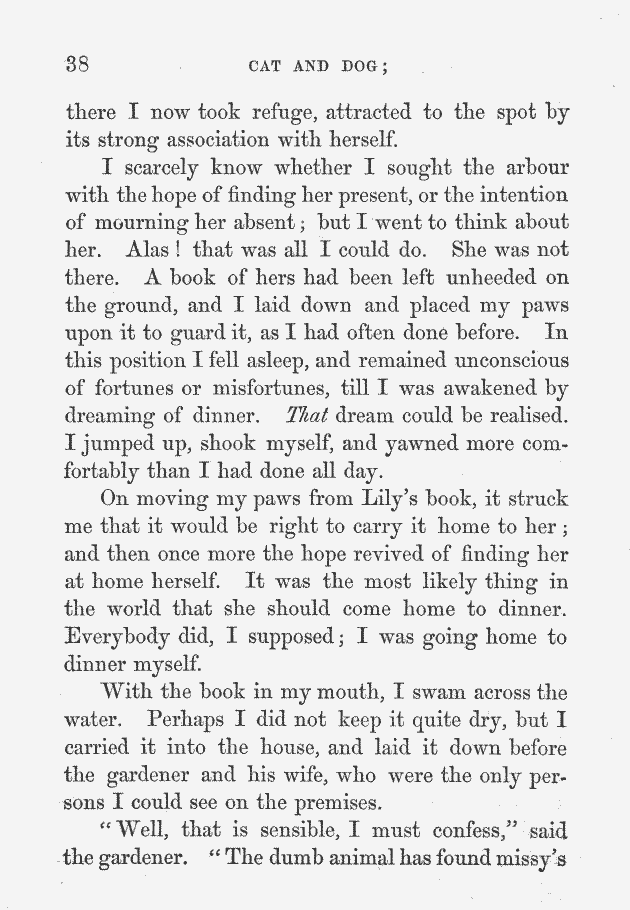 38 CAT AND DOG;
there I now took refuge, attracted to the spot by
its strong association with herself.
I scarcely know whether I sought the arbour
with the hope of finding her present, or the intention
of mourning her absent; but I went to think about
her. Alas! that was all I could do. She was not
there. A book of hers had been left unheeded on
the ground, and I laid down and placed my paws
upon it to guard it, as I had often done before. In
this position I fell asleep, and remained unconscious
of fortunes or misfortunes, till I was awakened by
dreaming of dinner. That dream could be realised.
I jumped up, shook myself, and yawned more com-
fortably than I had done all day.
On moving my paws from Lily's book, it struck
me that it would be right to carry it home to her;
and then once more the hope revived of finding her
at home herself. It was the most likely thing in
the world that she should come home to dinner.
Everybody did, I supposed; I was going home to
dinner myself.
With the book in my mouth, I swam across the
water. Perhaps I did not keep it quite dry, but I
carried it into the house, and laid it down before
the gardener and his wife, who were the only per-
sons I could see on the premises.
"Well, that is sensible, I must confess," said
the gardener. "The dumb animal has found missy's